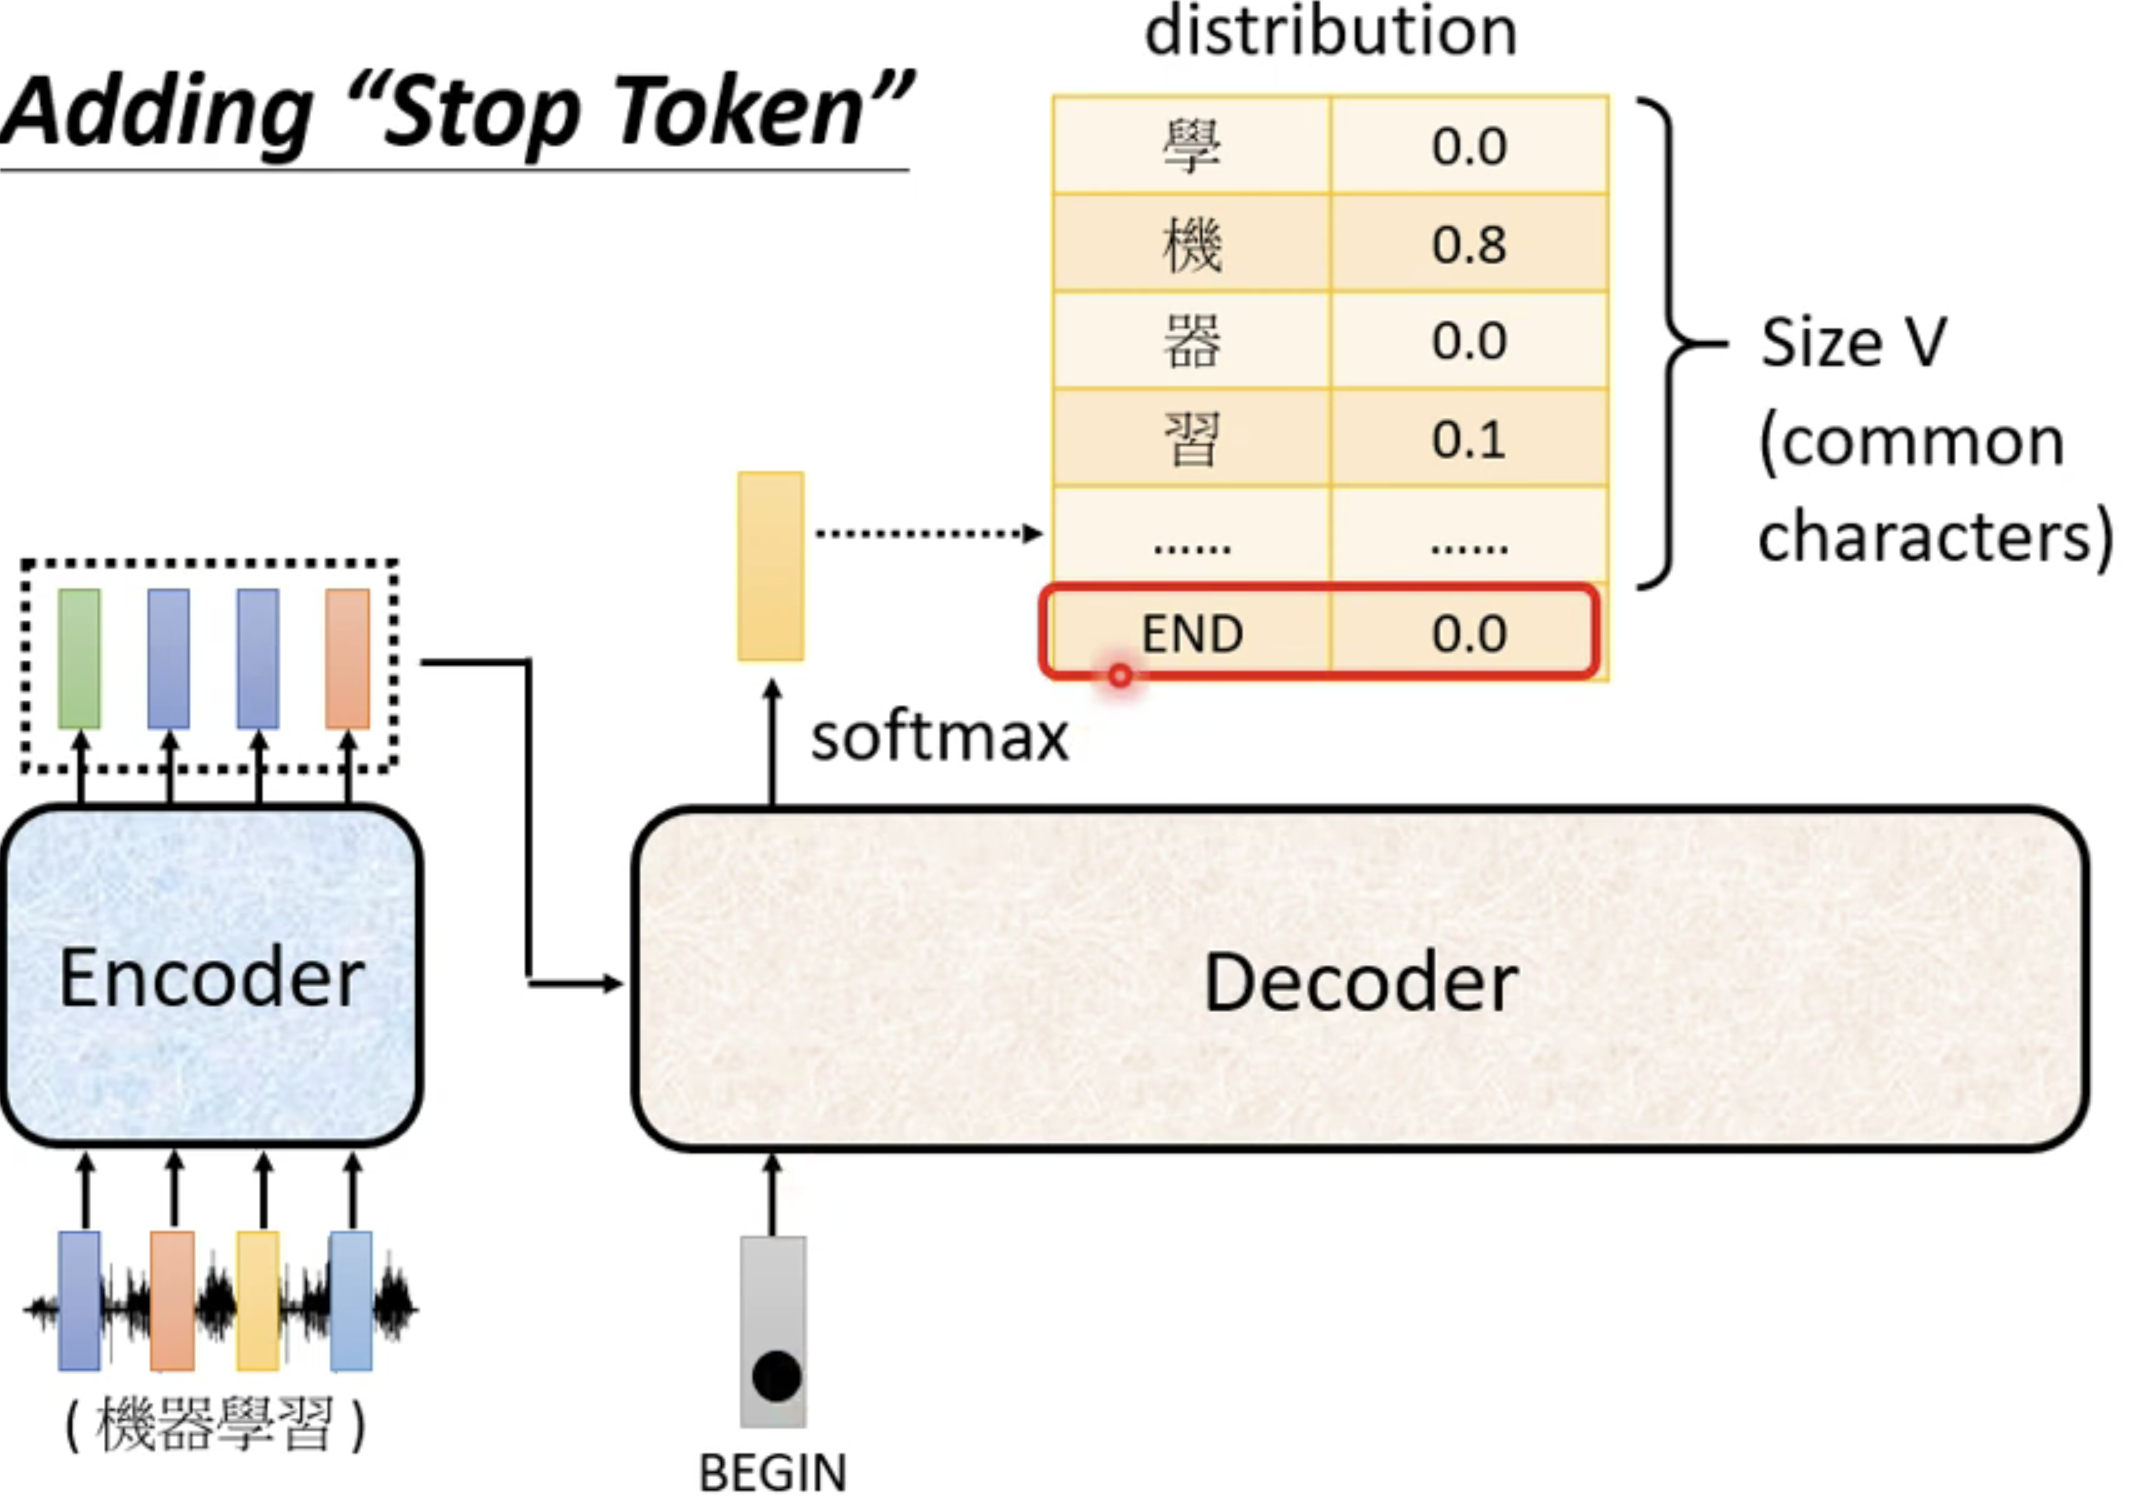 Adding “Stop Token”
distribution
學 0.0
機 0.8
器 0.0
習 0.1
...... ......
END 0.0
Size V
(common
characters)
softmax
Encoder
Decoder
(機器學習)
BEGIN